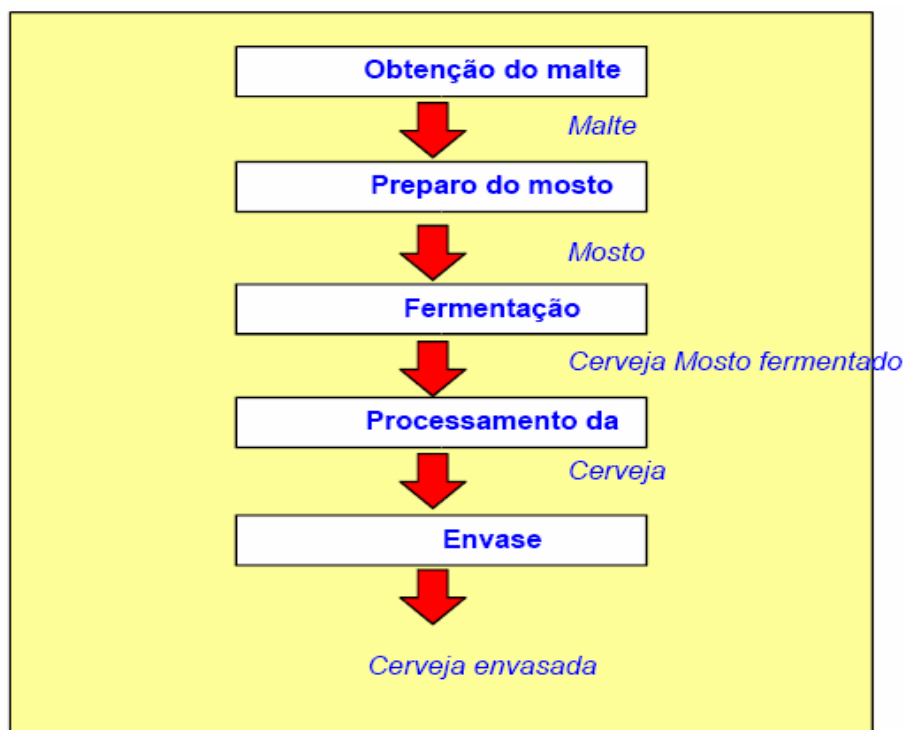 Obtenção do malte
Malte
Preparo do mosto
Mosto
Fermentação
Cerveja Mosto fermentado
Processamento da
Cerveja
Envase
Cerveja envasada